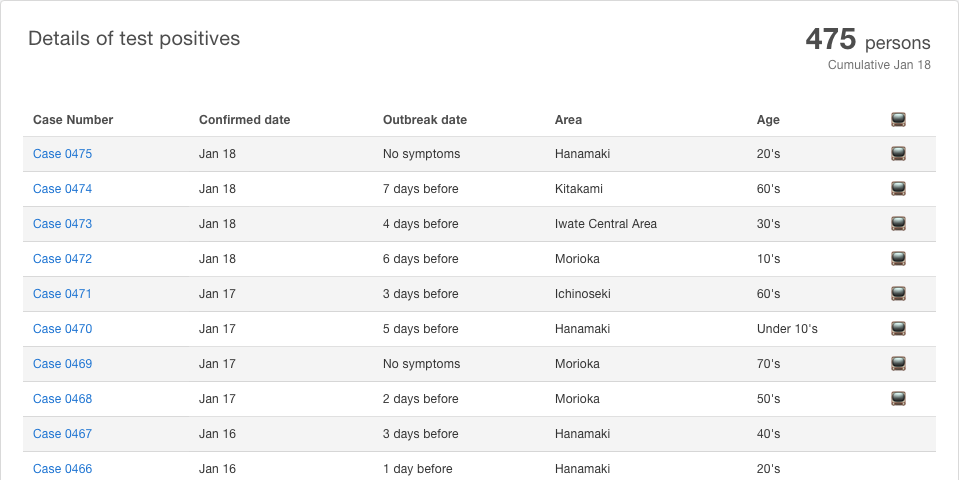 Details of test positives
475 persons
Cumulative Jan 18
Case Number Confirmed date Outbreak date Area Age
Case 0475 Jan 18 No symptoms Hanamaki 20's
Case 0474 Jan 18 7 days before Kitakami 60's
Case 0473 Jan 18 4 days before Iwate Central Area 30's
Case 0472 Jan 18 6 days before Morioka 10's
Case 0471 Jan 17 3 days before Ichinoseki 60's
Case 0470 Jan 17 5 days before Hanamaki Under 10's
Case 0469 Jan 17 No symptoms Morioka 70's
Case 0468 Jan 17 2 days before Morioka 50's
Case 0467 Jan 16 3 days before Hanamaki 40's
Case 0466 Jan 16 1 day before Hanamaki 20's